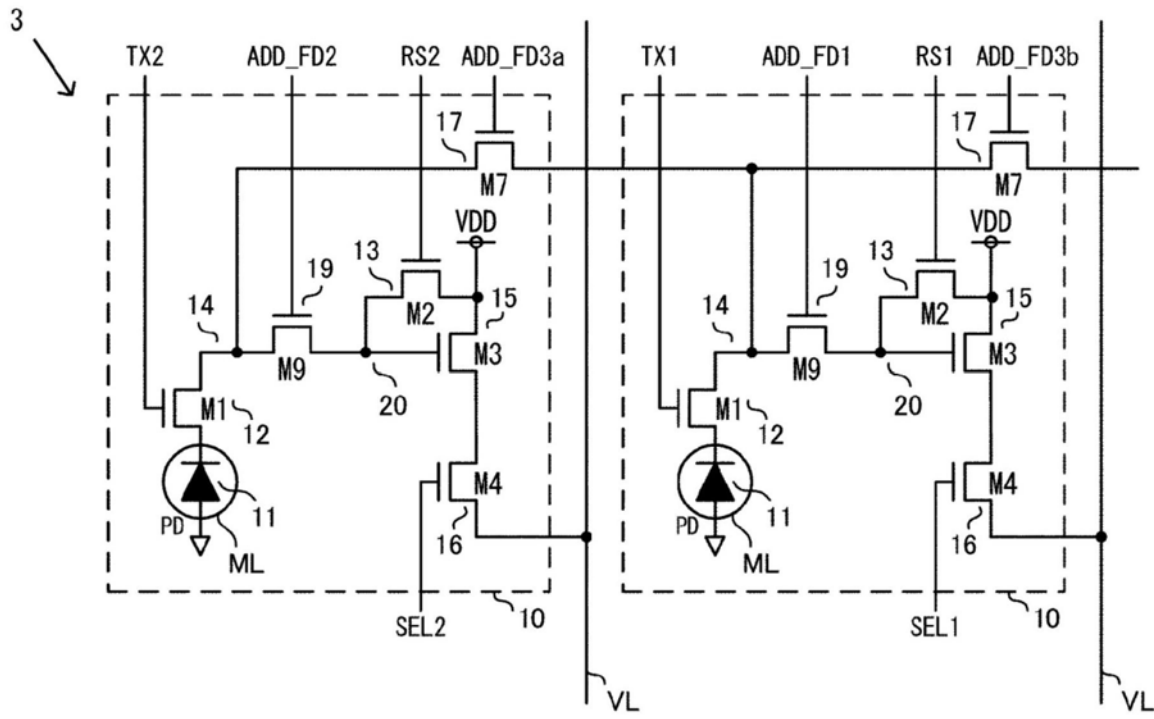 3
TX2 ADD_FD2 RS2 ADD_FD3a TX1 ADD_FD1 RS1 ADD_FD3b
17 17
M7 M7
VDD VDD
13 13
19 19
14 M2 15 14 M2 15
M9 M3 M9 M3
20 20
M1 12 M1 12
M4 M4
11 11
PD 16 PD 16
ML ML
10 10
SEL2 SEL1
VL VL